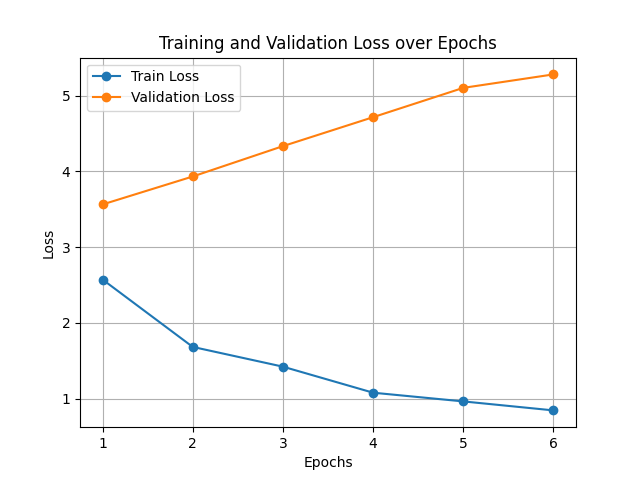 Training and Validation Loss over Epochs
Train Loss
Validation Loss
5
4
3
2
1
Loss
1 2 3 4 5 6
Epochs